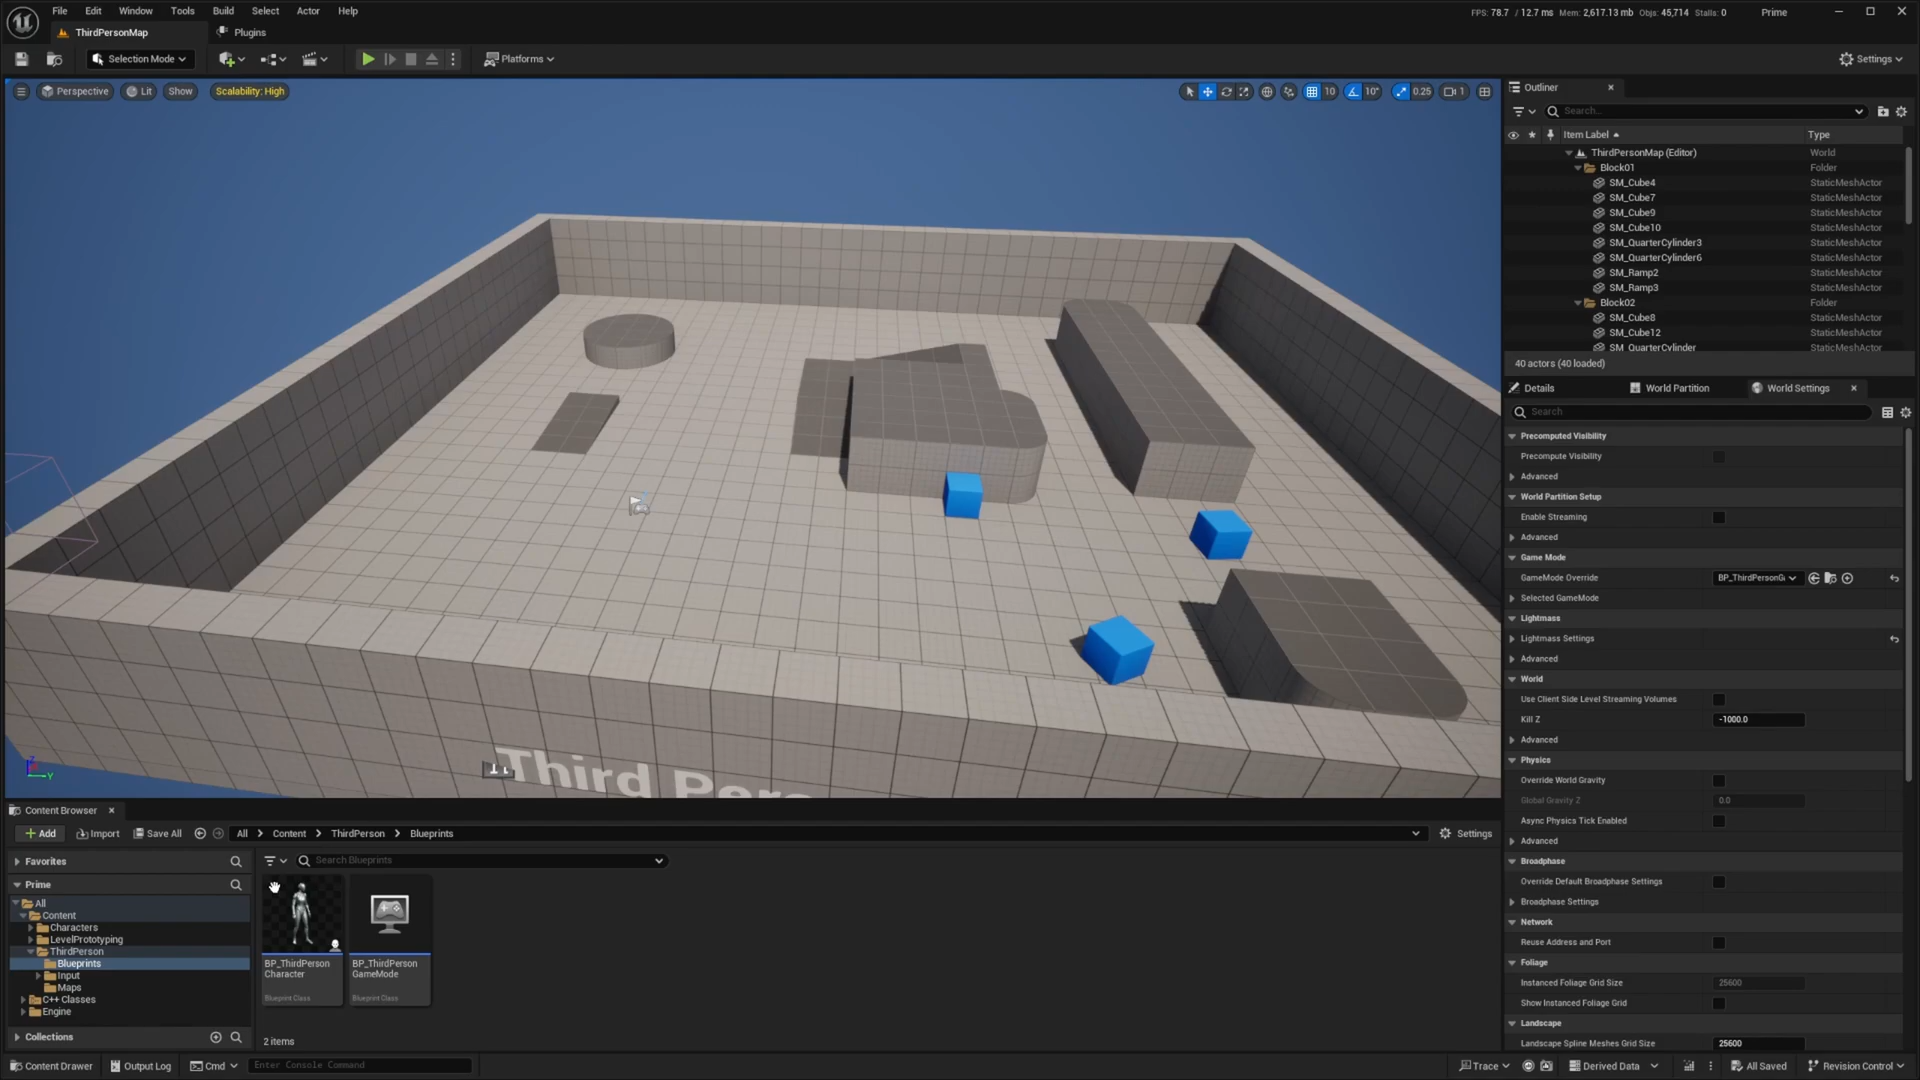 File Edit Window Tools Build Select Actor Help
FPS: 78.7 / 12.7 ms Mem: 2,617.13 mb Objs: 45,714 Stalls: 0 Prime
ThirdPersonMap Plugins
Selection Mode Platforms Settings
Perspective Lit Show Scalability: High 10 10° 0.25 1
Outliner
Search...
Item Label Type
ThirdPersonMap (Editor) World
Block01 Folder
SM_Cube4 StaticMeshActor
SM_Cube7 StaticMeshActor
SM_Cube9 StaticMeshActor
SM_Cube10 StaticMeshActor
SM_QuarterCylinder3 StaticMeshActor
SM_QuarterCylinder6 StaticMeshActor
SM_Ramp2 StaticMeshActor
SM_Ramp3 StaticMeshActor
Block02 Folder
SM_Cube8 StaticMeshActor
SM_Cube12 StaticMeshActor
SM_QuarterCylinder StaticMeshActor
40 actors (40 loaded)
Details World Partition World Settings
Search
Precomputed Visibility
Precompute Visibility
Advanced
World Partition Setup
Enable Streaming
Advanced
Game Mode
GameMode Override BP_ThirdPersonG
Selected GameMode
Lightmass
Lightmass Settings
Advanced
World
Use Client Side Level Streaming Volumes
Kill Z -1000.0
Advanced
Physics
Override World Gravity
Global Gravity Z 0.0
Async Physics Tick Enabled
Advanced
Broadphase
Override Default Broadphase Settings
Broadphase Settings
Network
Reuse Address and Port
Foliage
Instanced Foliage Grid Size 25600
Show Instanced Foliage Grid
Landscape
Landscape Spline Meshes Grid Size 25600
Third Pers
Z Y
Content Browser
Add Import Save All All Content ThirdPerson Blueprints Settings
Favorites
Prime
All
Content
Characters
LevelPrototyping
ThirdPerson
Blueprints
Input
Maps
C++ Classes
Engine
Collections
Search Blueprints
BP_ThirdPerson
Character
Blueprint Class
BP_ThirdPerson
GameMode
Blueprint Class
2 items
Content Drawer Output Log Cmd Enter Console Command Trace Derived Data All Saved Revision Control